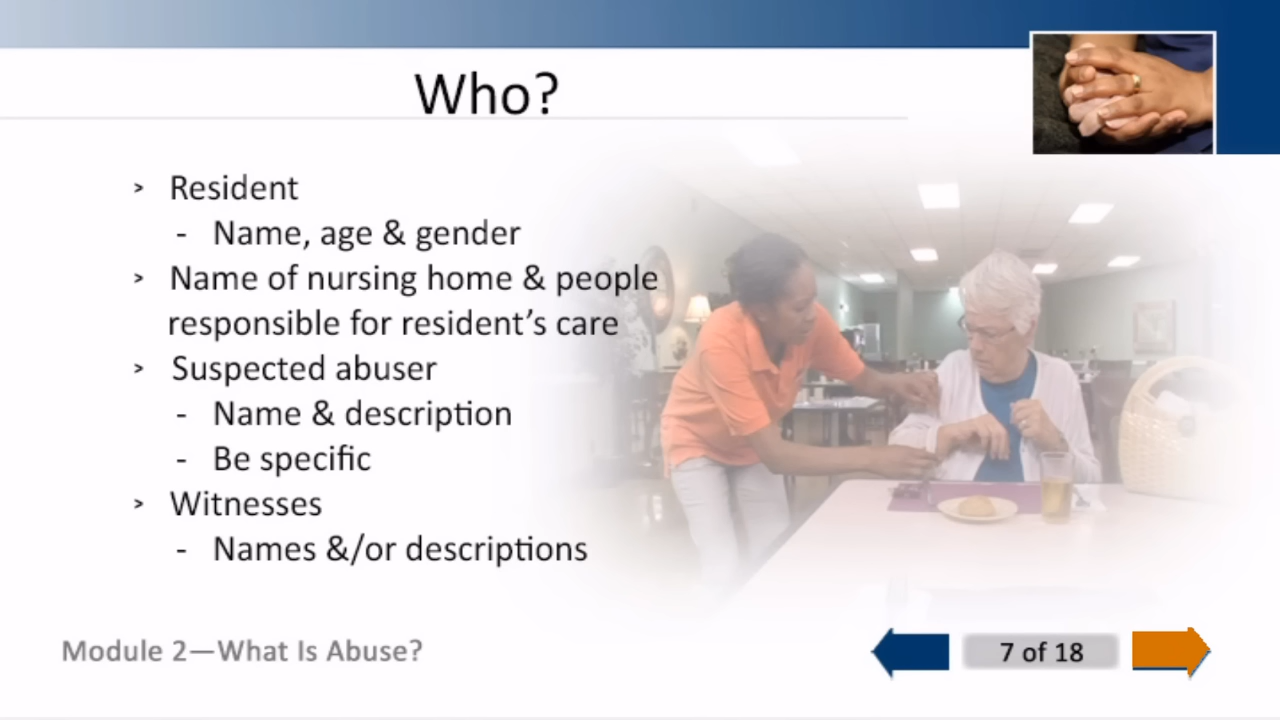 Who?
> Resident
- Name, age & gender
> Name of nursing home & people
responsible for resident’s care
> Suspected abuser
- Name & description
- Be specific
> Witnesses
- Names &/or descriptions
Module 2—What Is Abuse?
7 of 18